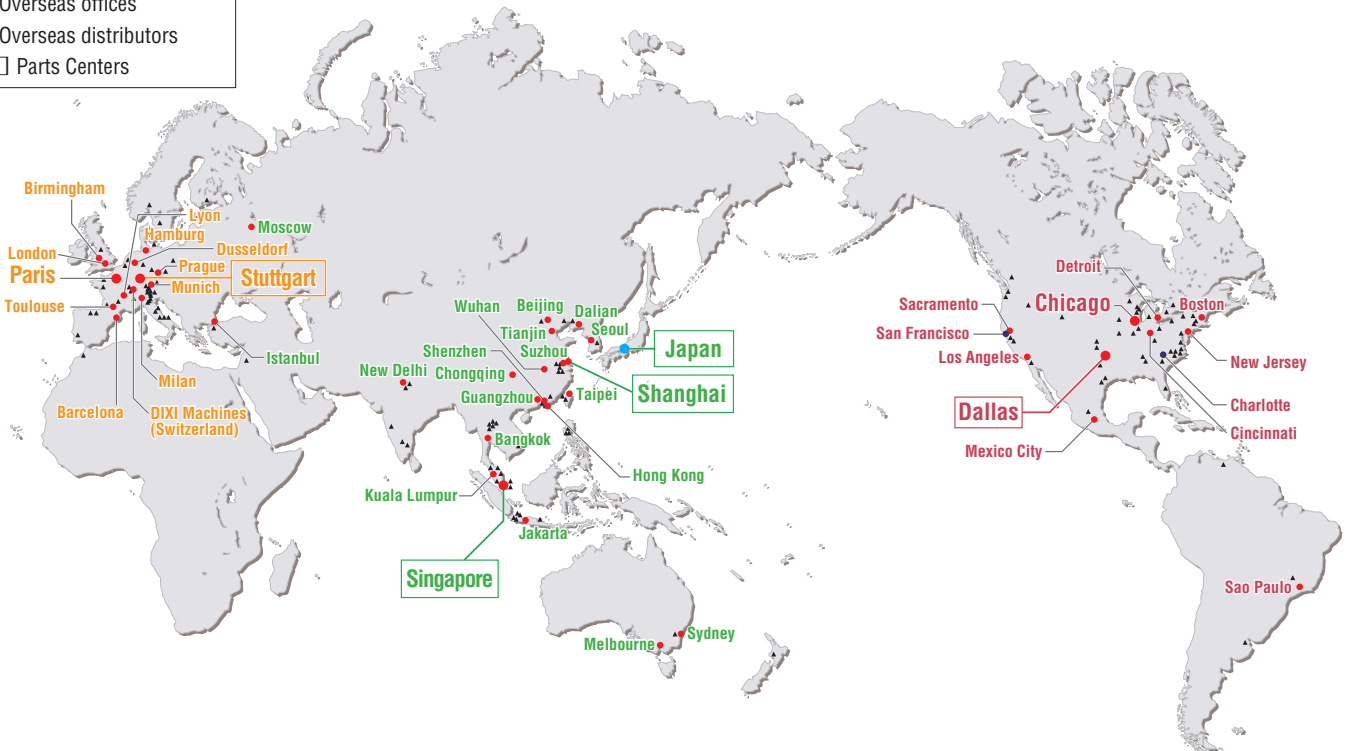 Overseas offices
Overseas distributors
Parts Centers
Birmingham
London
Paris
Toulouse
Lyon
Hamburg
Dusseldorf
Prague
Stuttgart
Munich
Moscow
Istanbul
Milan
Barcelona
DIXI Machines
(Switzerland)
New Delhi
Wuhan
Beijing
Dalian
Tianjin
Seoul
Suzhou
Shenzhen
Chongqing
Guangzhou
Taipei
Japan
Shanghai
Bangkok
Hong Kong
Kuala Lumpur
Jakarta
Singapore
Melbourne
Sydney
Detroit
Chicago
Boston
Sacramento
San Francisco
Los Angeles
New Jersey
Dallas
Charlotte
Cincinnati
Mexico City
Sao Paulo